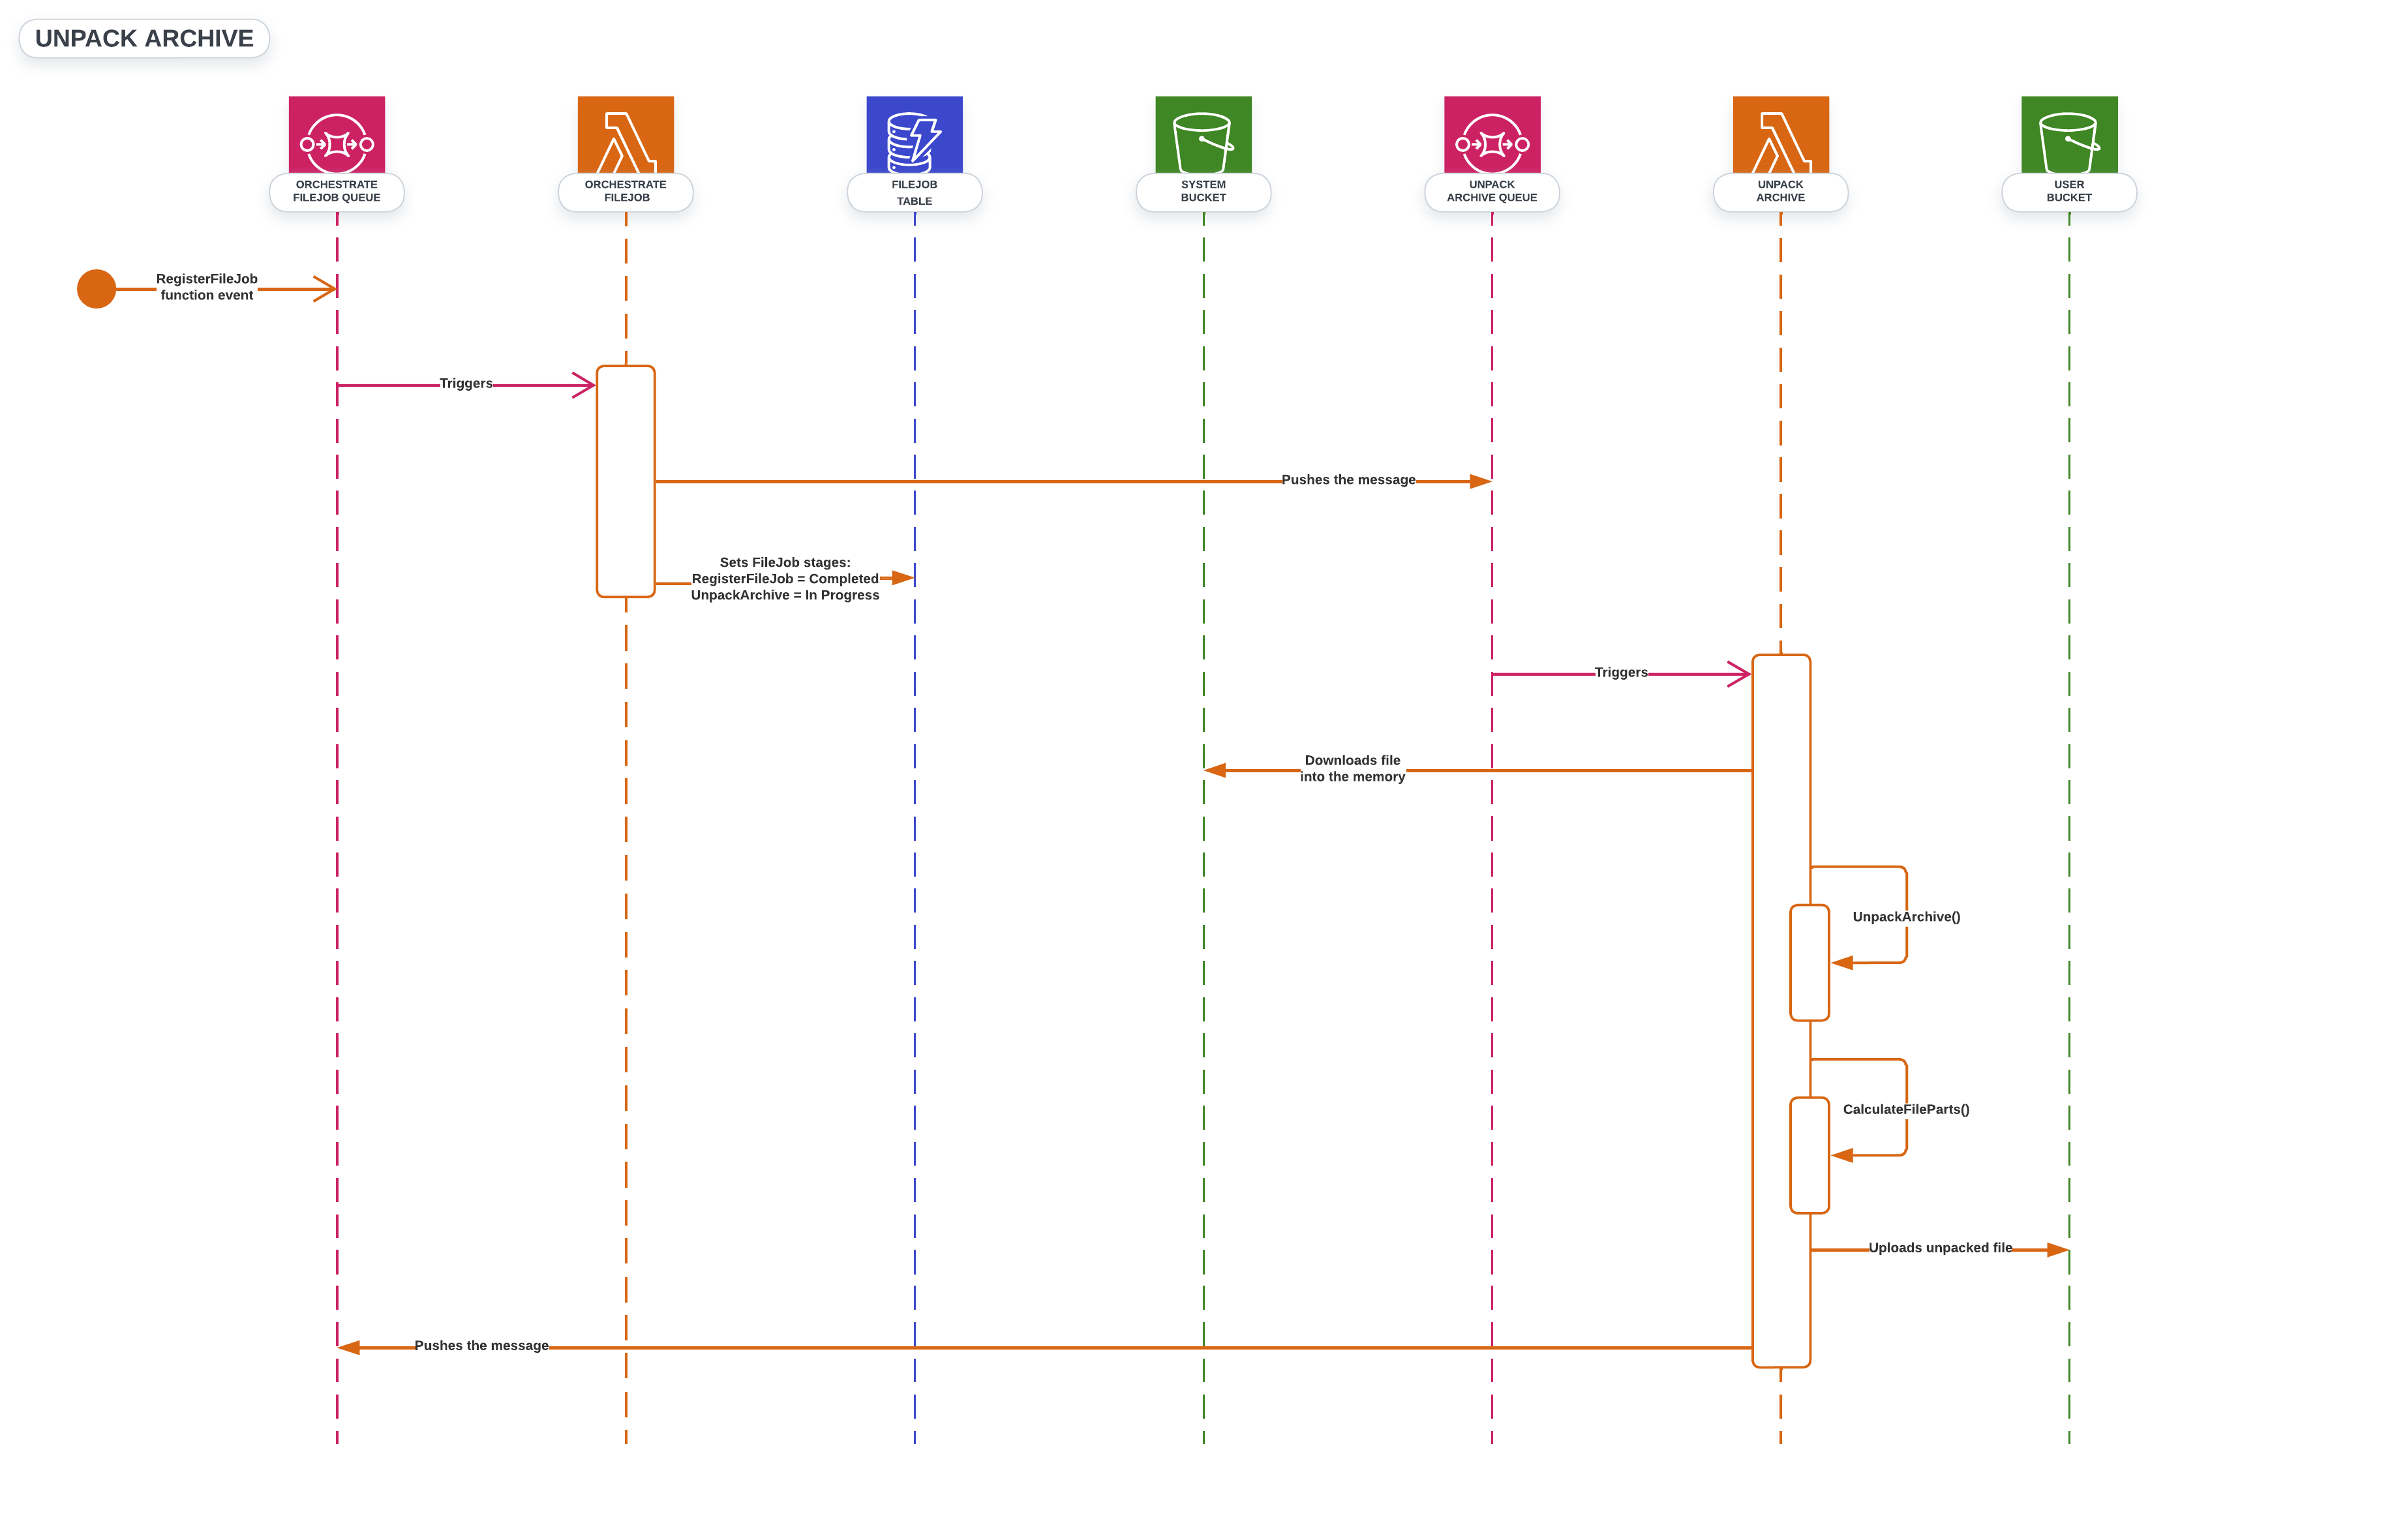 UNPACK ARCHIVE
ORCHESTRATE
FILEJOB QUEUE
ORCHESTRATE
FILEJOB
FILEJOB
TABLE
SYSTEM
BUCKET
UNPACK
ARCHIVE QUEUE
UNPACK
ARCHIVE
USER
BUCKET
RegisterFileJob
function event
Triggers
Pushes the message
Sets FileJob stages:
RegisterFileJob = Completed
UnpackArchive = In Progress
Triggers
Downloads file
into the memory
UnpackArchive()
CalculateFileParts()
Uploads unpacked file
Pushes the message